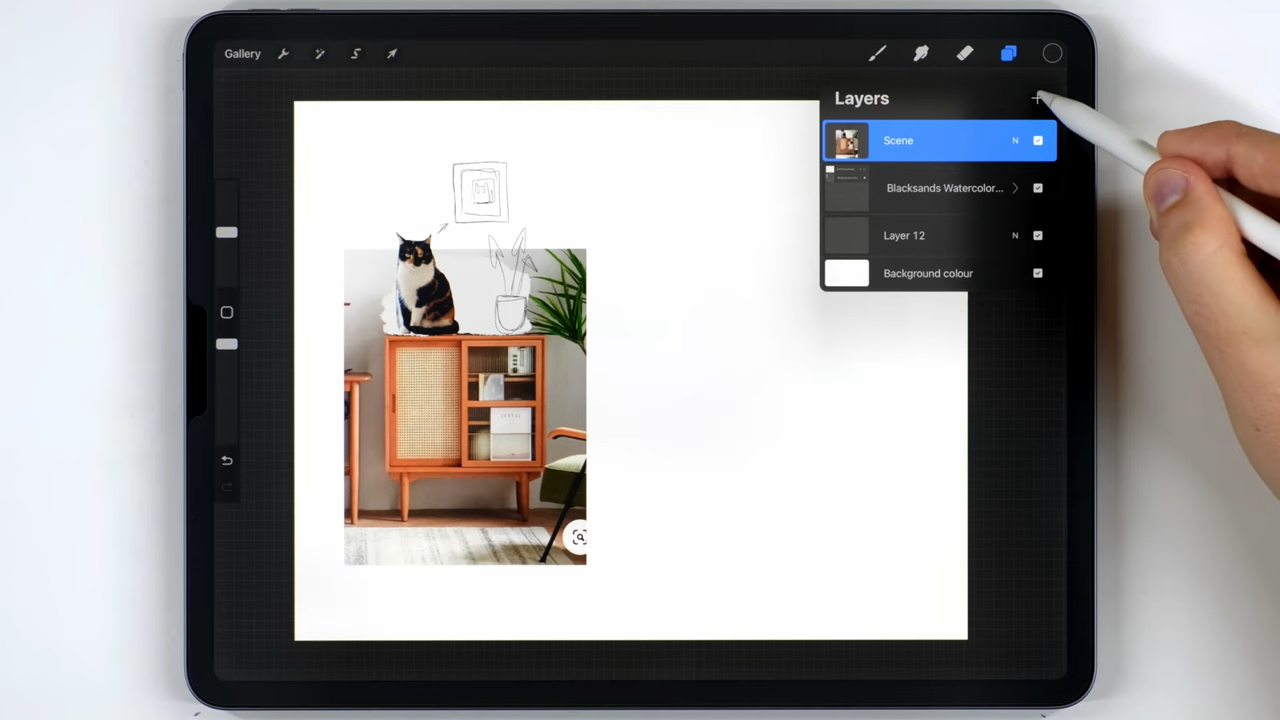 Gallery
Layers
Scene N
Blacksands Watercolor...
Layer 12 N
Background colour